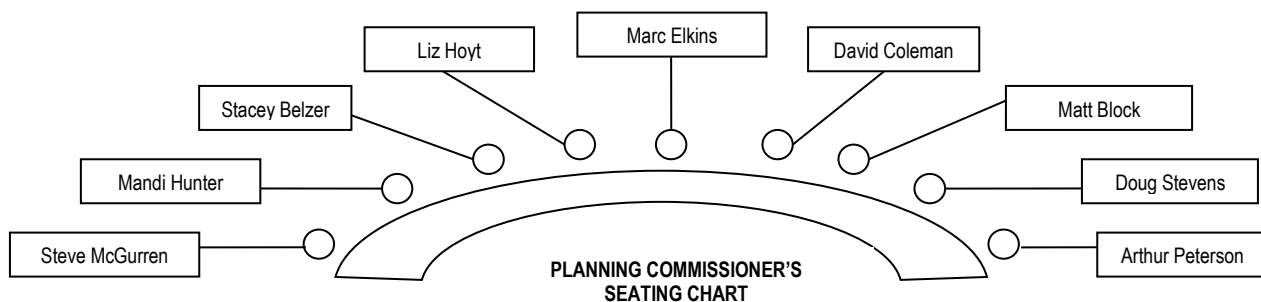 Marc Elkins
Liz Hoyt
David Coleman
Stacey Belzer
Matt Block
Mandi Hunter
Doug Stevens
Steve McGurren
Arthur Peterson
PLANNING COMMISSIONER'S
SEATING CHART